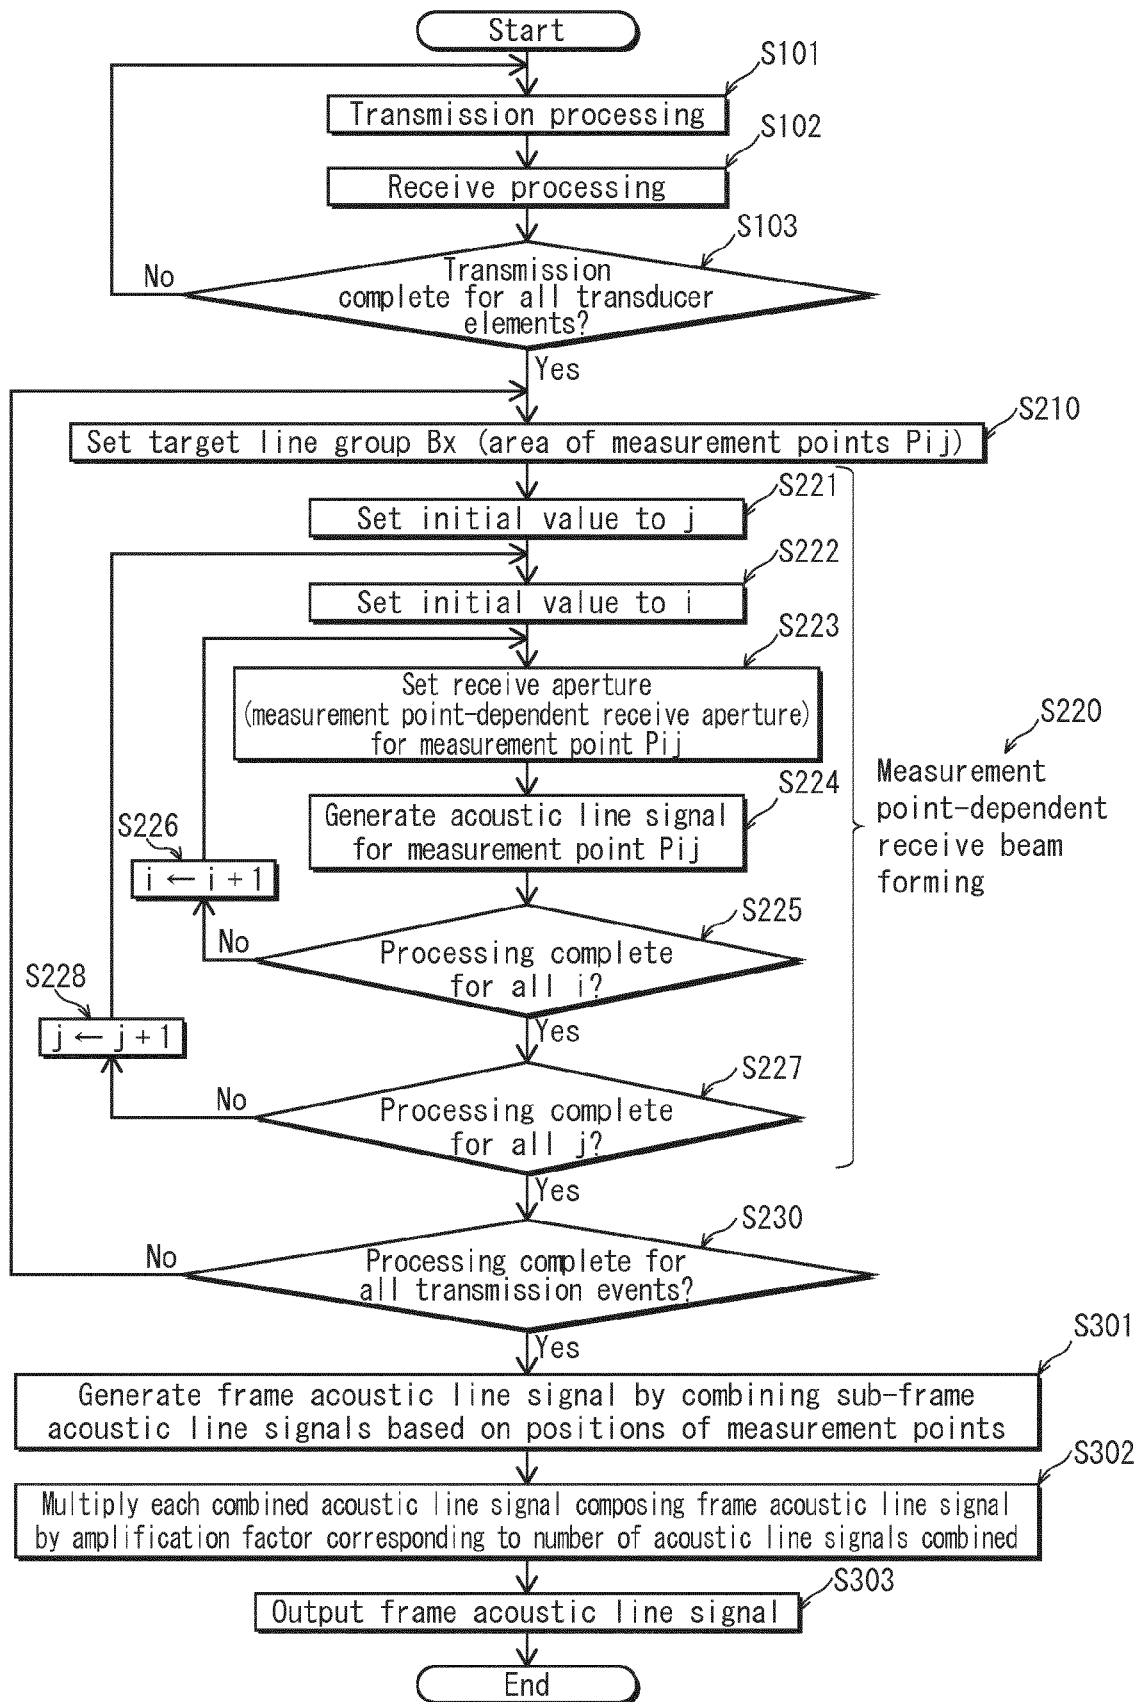 Start
S101
Transmission processing
S102
Receive processing
S103
Transmission
complete for all transducer
elements?
No
Yes
S210
Set target line group Bx (area of measurement points Pij)
S221
Set initial value to j
S222
Set initial value to i
S223
Set receive aperture
(measurement point-dependent receive aperture)
for measurement point Pij
S220
Measurement
point-dependent
receive beam
forming
S224
Generate acoustic line signal
for measurement point Pij
S226
i ← i + 1
S225
Processing complete
for all i?
No
Yes
S228
j ← j + 1
S227
Processing complete
for all j?
No
Yes
S230
Processing complete for
all transmission events?
No
Yes
S301
Generate frame acoustic line signal by combining sub-frame
acoustic line signals based on positions of measurement points
S302
Multiply each combined acoustic line signal composing frame acoustic line signal
by amplification factor corresponding to number of acoustic line signals combined
S303
Output frame acoustic line signal
End